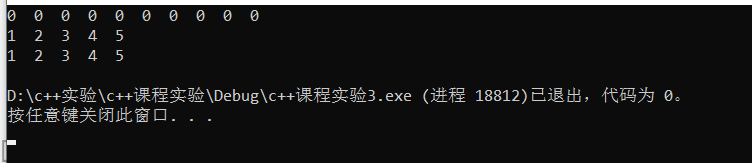 0 0 0 0 0 0 0 0 0 0
1 2 3 4 5
1 2 3 4 5
D:\c++实验\c++课程实验\Debug\c++课程实验3.exe (进程 18812)已退出，代码为 0。
按任意键关闭此窗口. . .